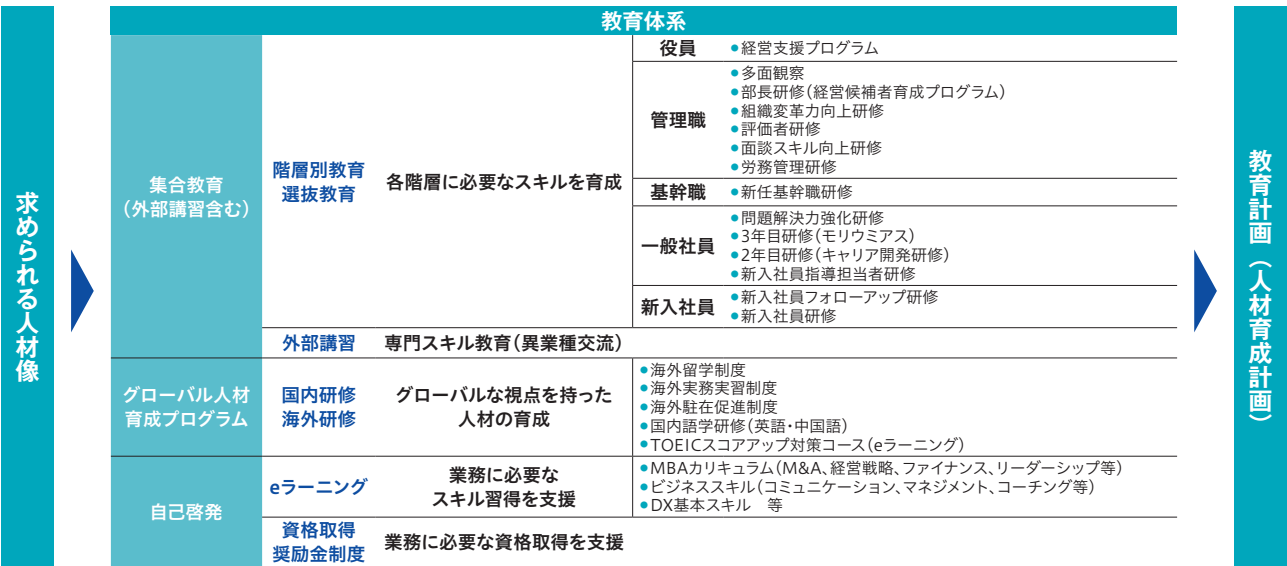 求められる人材像
教育体系
集合教育
（外部講習含む）
階層別教育
選抜教育
各階層に必要なスキルを育成
役員
●経営支援プログラム
管理職
●多面観察
●部長研修（経営候補者育成プログラム）
●組織変革力向上研修
●評価者研修
●面談スキル向上研修
●労務管理研修
基幹職
●新任基幹職研修
一般社員
●問題解決力強化研修
●3年目研修（モリウミアス）
●2年目研修（キャリア開発研修）
●新入社員指導担当者研修
新入社員
●新入社員フォローアップ研修
●新入社員研修
外部講習
専門スキル教育（異業種交流）
グローバル人材
育成プログラム
国内研修
海外研修
グローバルな視点を持った
人材の育成
●海外留学制度
●海外実務実習制度
●海外駐在促進制度
●国内語学研修（英語・中国語）
●TOEICスコアアップ対策コース（eラーニング）
自己啓発
eラーニング
業務に必要な
スキル習得を支援
●MBAカリキュラム（M&A、経営戦略、ファイナンス、リーダーシップ等）
●ビジネススキル（コミュニケーション、マネジメント、コーチング等）
●DX基本スキル　等
資格取得
奨励金制度
業務に必要な資格取得を支援
教育計画（人材育成計画）